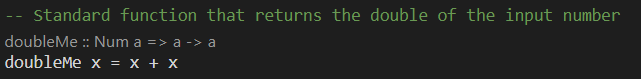 -- Standard function that returns the double of the input number
doubleMe :: Num a => a -> a
doubleMe x = x + x